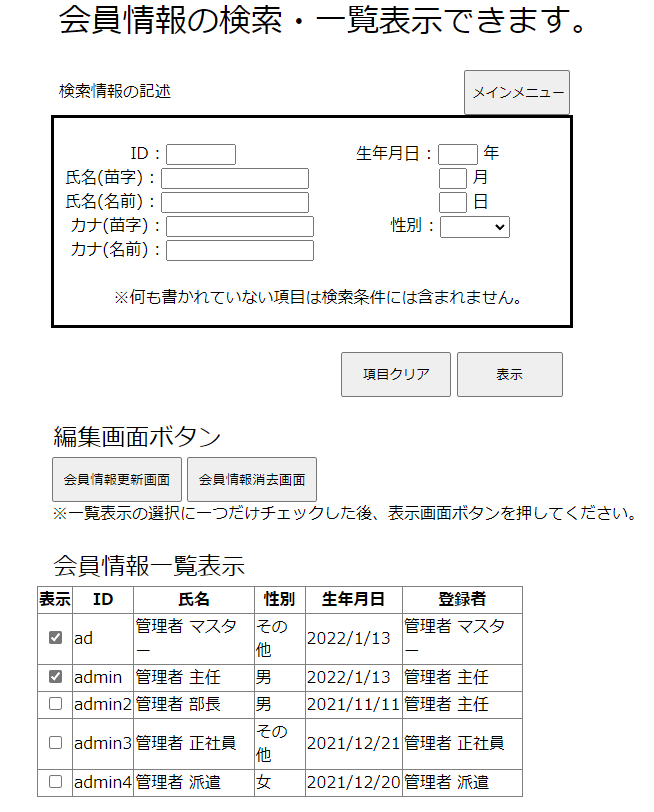 会員情報の検索・一覧表示できます。
検索情報の記述
メインメニュー
ID：
生年月日： 年
氏名(苗字)：
月
氏名(名前)：
日
カナ(苗字)：
性別：
カナ(名前)：
※何も書かれていない項目は検索条件には含まれません。
項目クリア 表示
編集画面ボタン
会員情報更新画面 会員情報消去画面
※一覧表示の選択に一つだけチェックした後、表示画面ボタンを押してください。
会員情報一覧表示
表示 ID 氏名 性別 生年月日 登録者
ad 管理者 マスター その他 2022/1/13 管理者 マスター
admin 管理者 主任 男 2022/1/13 管理者 主任
admin2 管理者 部長 男 2021/11/11 管理者 主任
admin3 管理者 正社員 その他 2021/12/21 管理者 正社員
admin4 管理者 派遣 女 2021/12/20 管理者 派遣